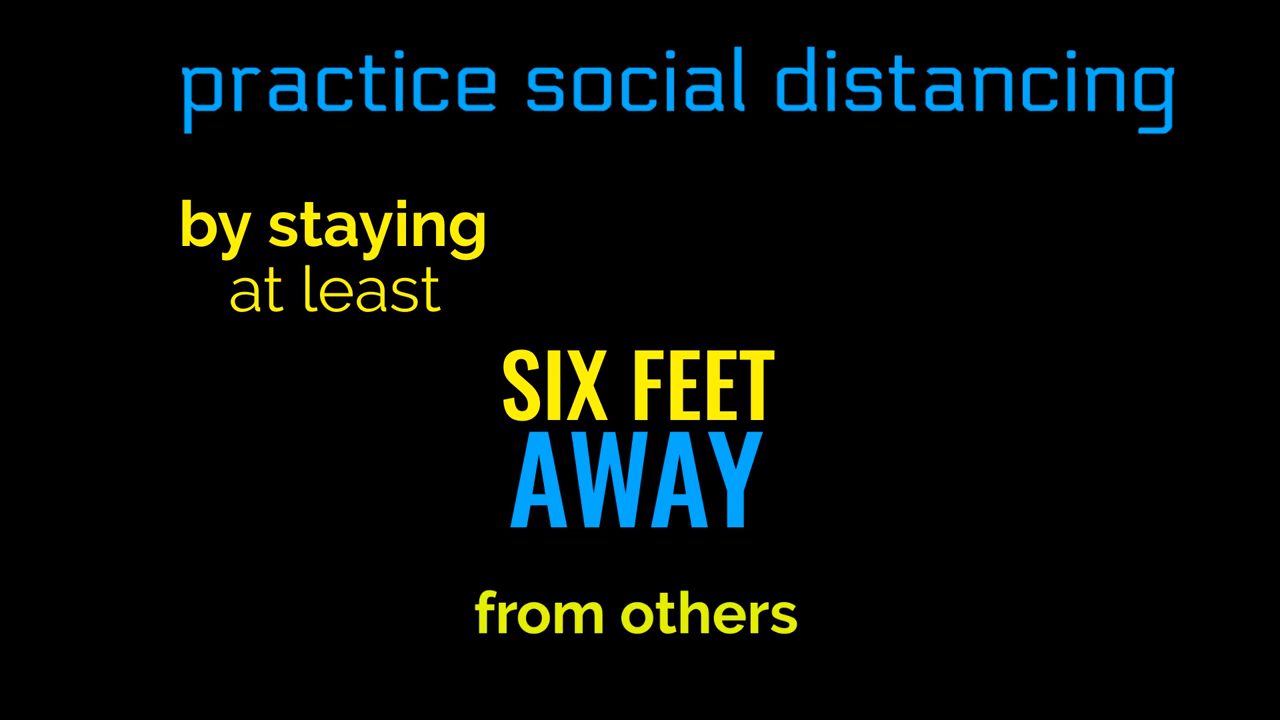 practice social distancing
by staying
at least
SIX FEET
AWAY
from others